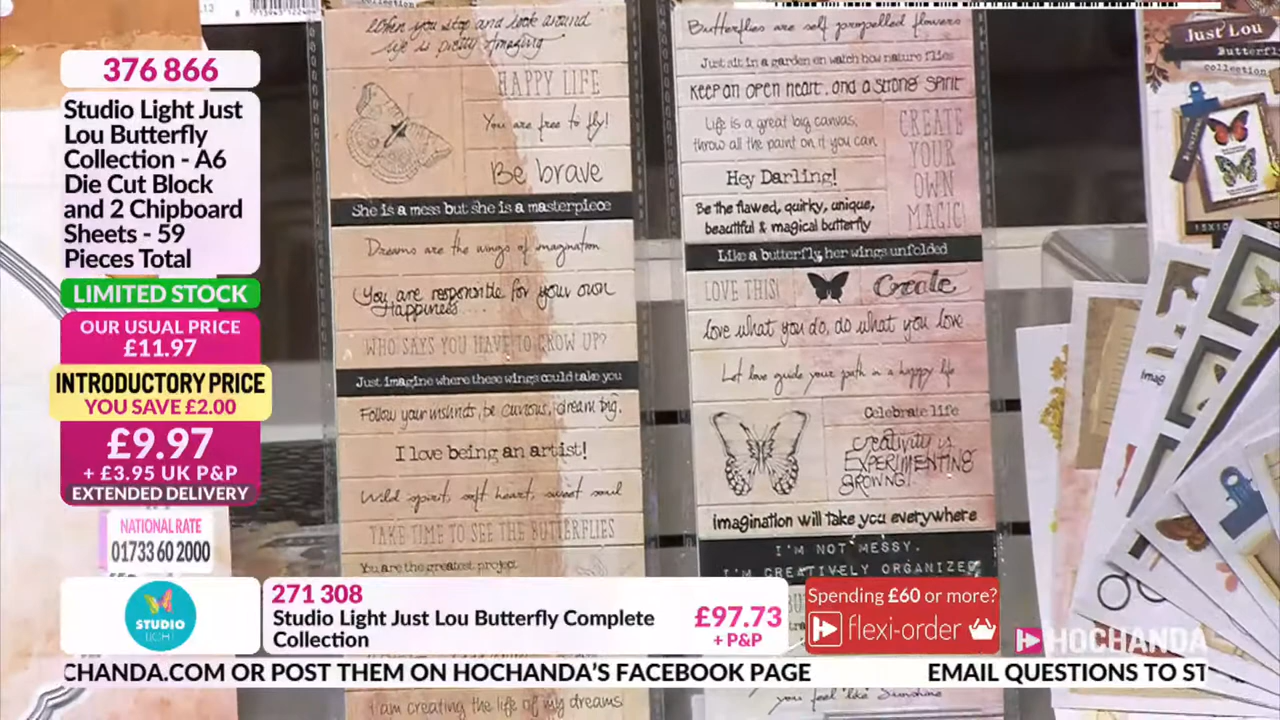 376 866
Studio Light Just
Lou Butterfly
Collection - A6
Die Cut Block
and 2 Chipboard
Sheets - 59
Pieces Total
LIMITED STOCK
OUR USUAL PRICE
£11.97
INTRODUCTORY PRICE
YOU SAVE £2.00
£9.97
+ £3.95 UK P&P
EXTENDED DELIVERY
NATIONAL RATE
01733 60 2000
collection
When you stop and look around
life is pretty amazing
HAPPY LIFE
You are free to fly!
Be brave
She is a mess but she is a masterpiece
Dreams are the wings of imagination
You are responsible for your own
Happiness
WHO SAYS YOU HAVE TO GROW UP?
Just imagine where these wings could take you
Follow your instincts, be curious, dream big.
I love being an artist!
Wild spirit, soft heart, sweet soul
TAKE TIME TO SEE THE BUTTERFLIES
You are the greatest project
I am creating the life of my dreams
Butterflies are self propelled flowers
Just sit in a garden en watch how nature flies
Keep an open heart, and a strong spirit
Life is a great big canvas,
throw all the paint on it you can
CREATE
YOUR
OWN
MAGIC!
Hey Darling!
Be the flawed, quirky, unique,
beautiful & magical butterfly
Like a butterfly, her wings unfolded
LOVE THIS!
Create
love what you do, do what you love
Let love guide your path in a happy life
Celebrate life
Creativity is
EXPERIMENTING
GROWING!
imagination will take you everywhere
I'M NOT MESSY.
I'M CREATIVELY ORGANIZED
you feel like Sunshine
Just Lou
Butterfl
collection
STUDIO
LIGHT
271 308
Studio Light Just Lou Butterfly Complete
Collection
£97.73
+ P&P
Spending £60 or more?
flexi-order
HOCHANDA
CHANDA.COM OR POST THEM ON HOCHANDA'S FACEBOOK PAGE EMAIL QUESTIONS TO ST